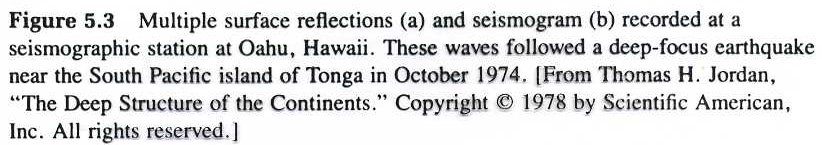 Figure 5.3 Multiple surface reflections (a) and seismogram (b) recorded at a
seismographic station at Oahu, Hawaii. These waves followed a deep-focus earthquake
near the South Pacific island of Tonga in October 1974. [From Thomas H. Jordan,
“The Deep Structure of the Continents.” Copyright © 1978 by Scientific American,
Inc. All rights reserved.]